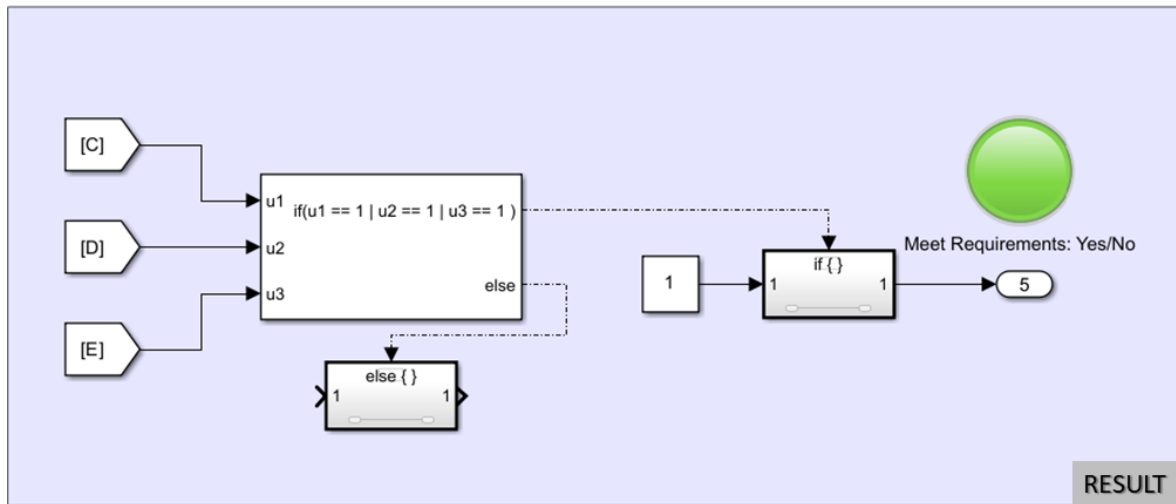 [C]
[D]
[E]
u1
u2
u3
if(u1 == 1 | u2 == 1 | u3 == 1 )
else
else { }
1
1
1
if { }
1
1
Meet Requirements: Yes/No
5
RESULT